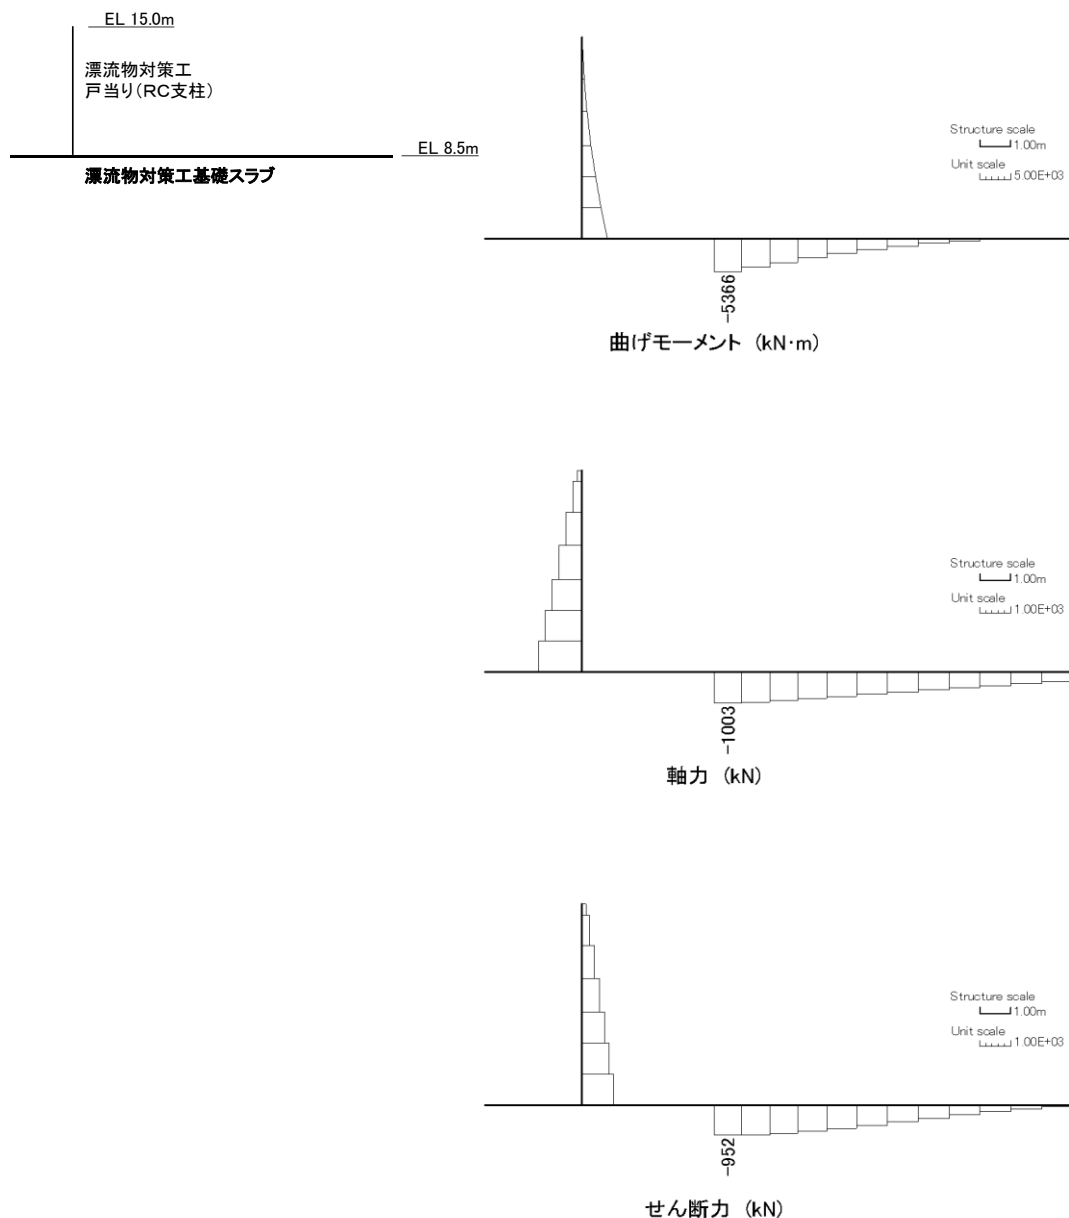 EL 15.0m
漂流物対策工
戸当り(RC支柱)
EL 8.5m
漂流物対策工基礎スラブ
Structure scale
1.00m
Unit scale
5.00E+03
-5366
曲げモーメント (kN·m)
Structure scale
1.00m
Unit scale
1.00E+03
-1003
軸力 (kN)
Structure scale
1.00m
Unit scale
1.00E+03
-952
せん断力 (kN)